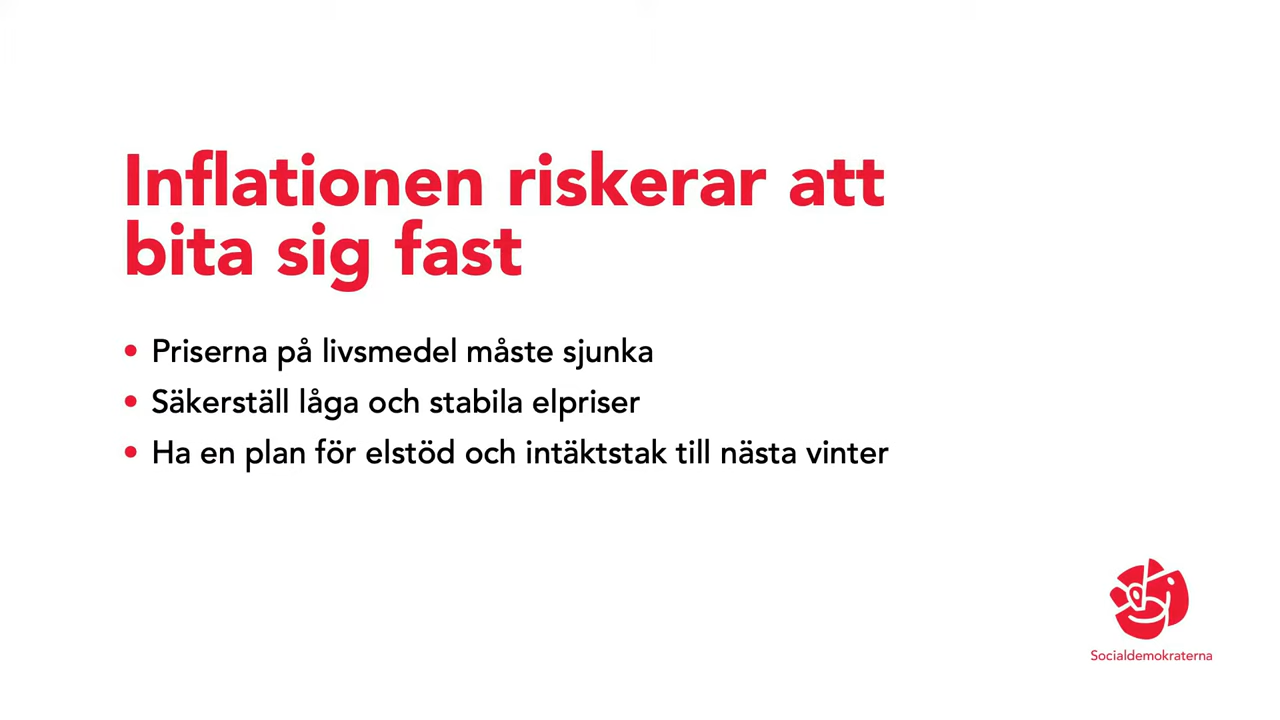 Inflationen riskerar att
bita sig fast
• Priserna på livsmedel måste sjunka
• Säkerställ låga och stabila elpriser
• Ha en plan för elstöd och intäktstak till nästa vinter
Socialdemokraterna